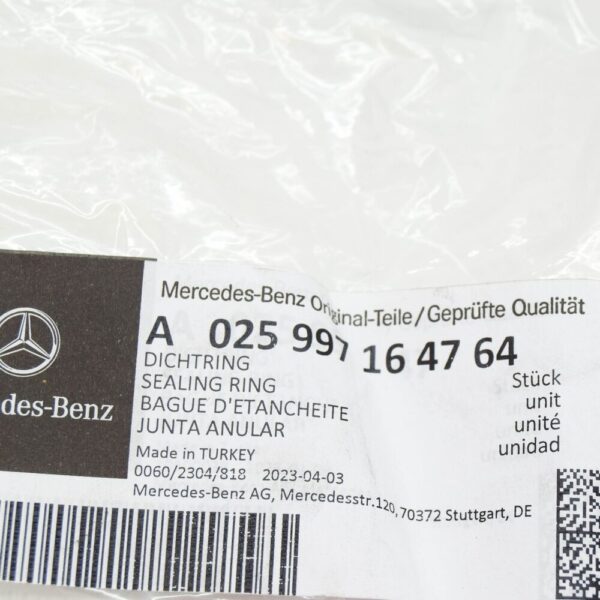 Mercedes-Benz Original-Teile/Geprüfte Qualität
A 025 997 16 47 64
DICHTRING
SEALING RING
BAGUE D'ETANCHEITE
JUNTA ANULAR
Stück
unit
unité
unidad
Made in TURKEY
0060/2304/818 2023-04-03
Mercedes-Benz AG, Mercedesstr.120,70372 Stuttgart, DE
des-Benz